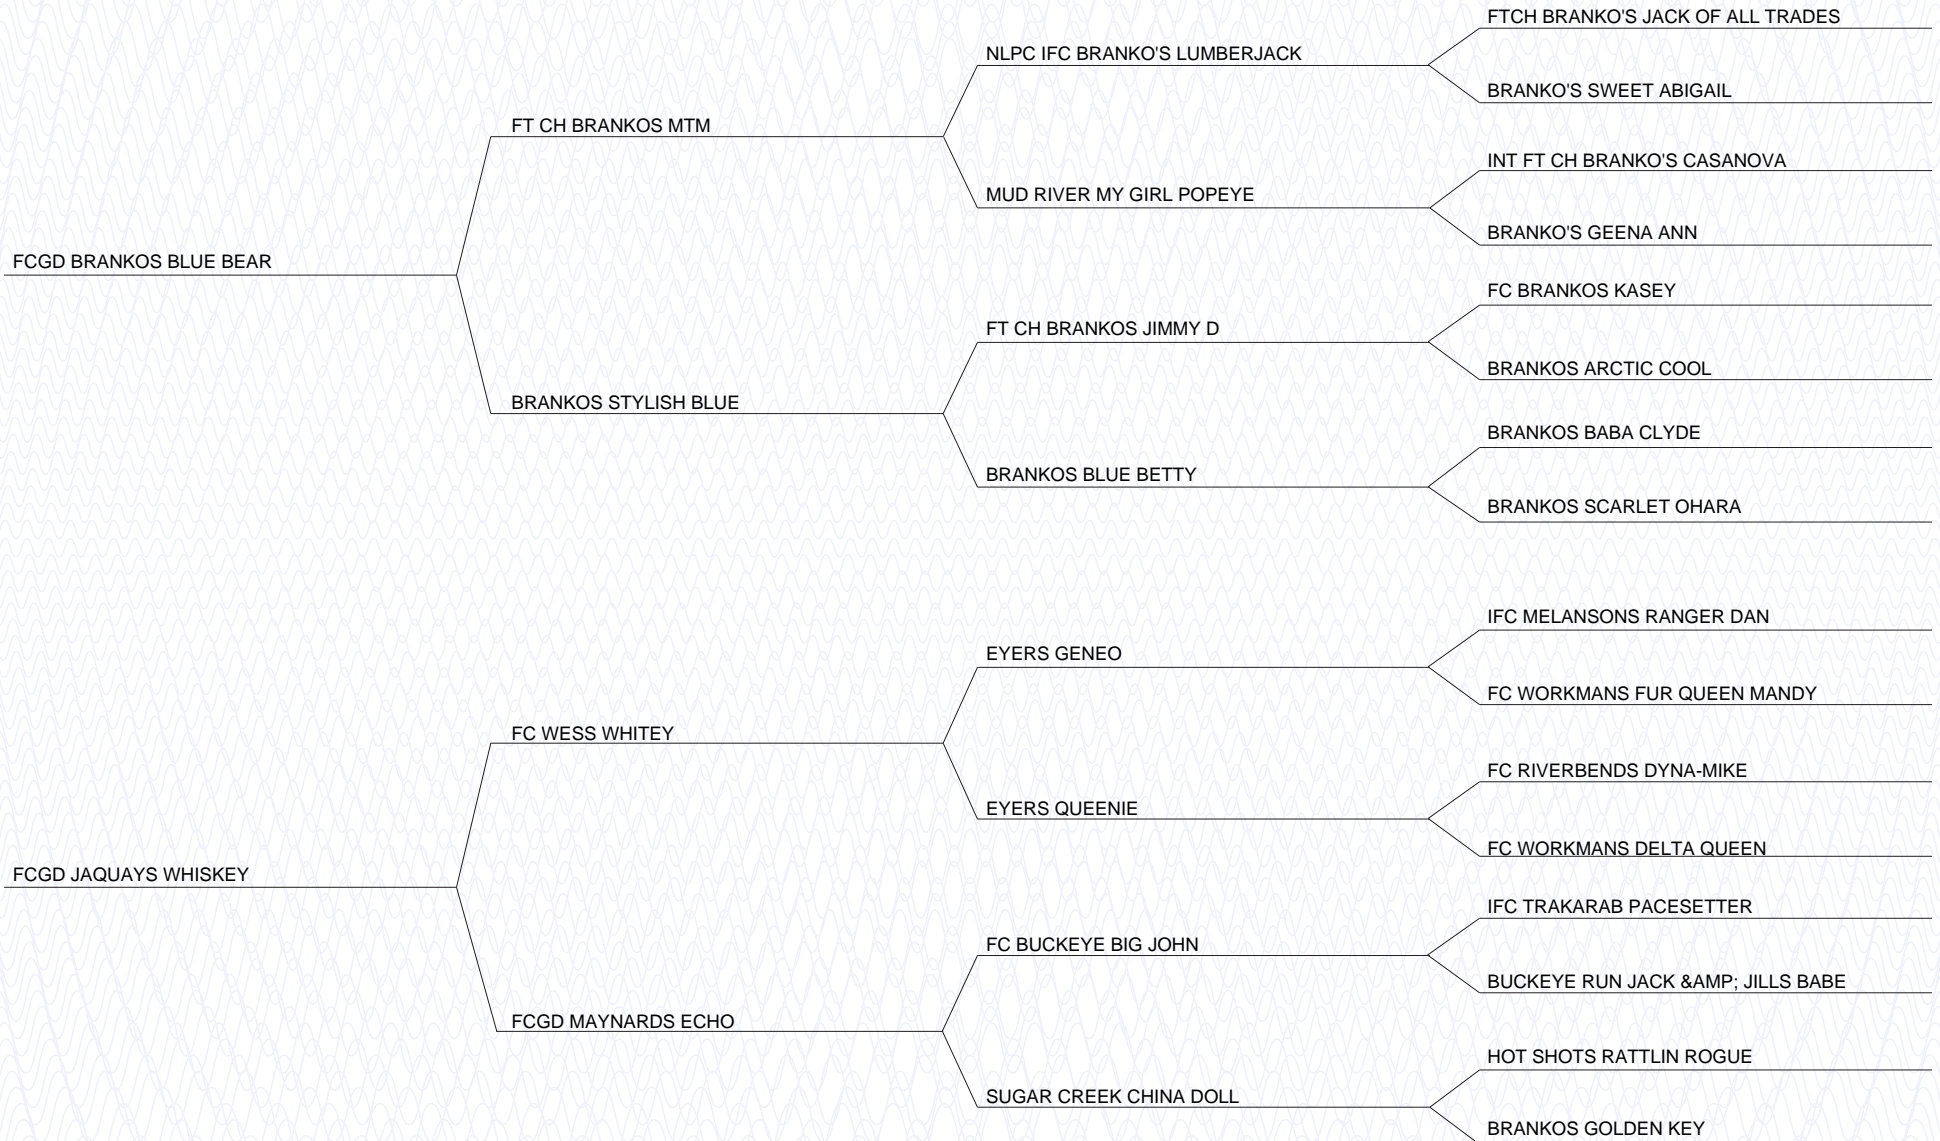 FTCH BRANKO'S JACK OF ALL TRADES
NLPC IFC BRANKO'S LUMBERJACK
BRANKO'S SWEET ABIGAIL
FT CH BRANKOS MTM
INT FT CH BRANKO'S CASANOVA
MUD RIVER MY GIRL POPEYE
BRANKO'S GEENA ANN
FCGD BRANKOS BLUE BEAR
FC BRANKOS KASEY
FT CH BRANKOS JIMMY D
BRANKOS ARCTIC COOL
BRANKOS STYLISH BLUE
BRANKOS BABA CLYDE
BRANKOS BLUE BETTY
BRANKOS SCARLET OHARA
IFC MELANSONS RANGER DAN
EYERS GENEO
FC WORKMANS FUR QUEEN MANDY
FC WESS WHITEY
FC RIVERBENDS DYNA-MIKE
EYERS QUEENIE
FC WORKMANS DELTA QUEEN
FCGD JAQUAYS WHISKEY
IFC TRAKARAB PACESETTER
FC BUCKEYE BIG JOHN
BUCKEYE RUN JACK &AMP; JILLS BABE
FCGD MAYNARDS ECHO
HOT SHOTS RATTLIN ROGUE
SUGAR CREEK CHINA DOLL
BRANKOS GOLDEN KEY